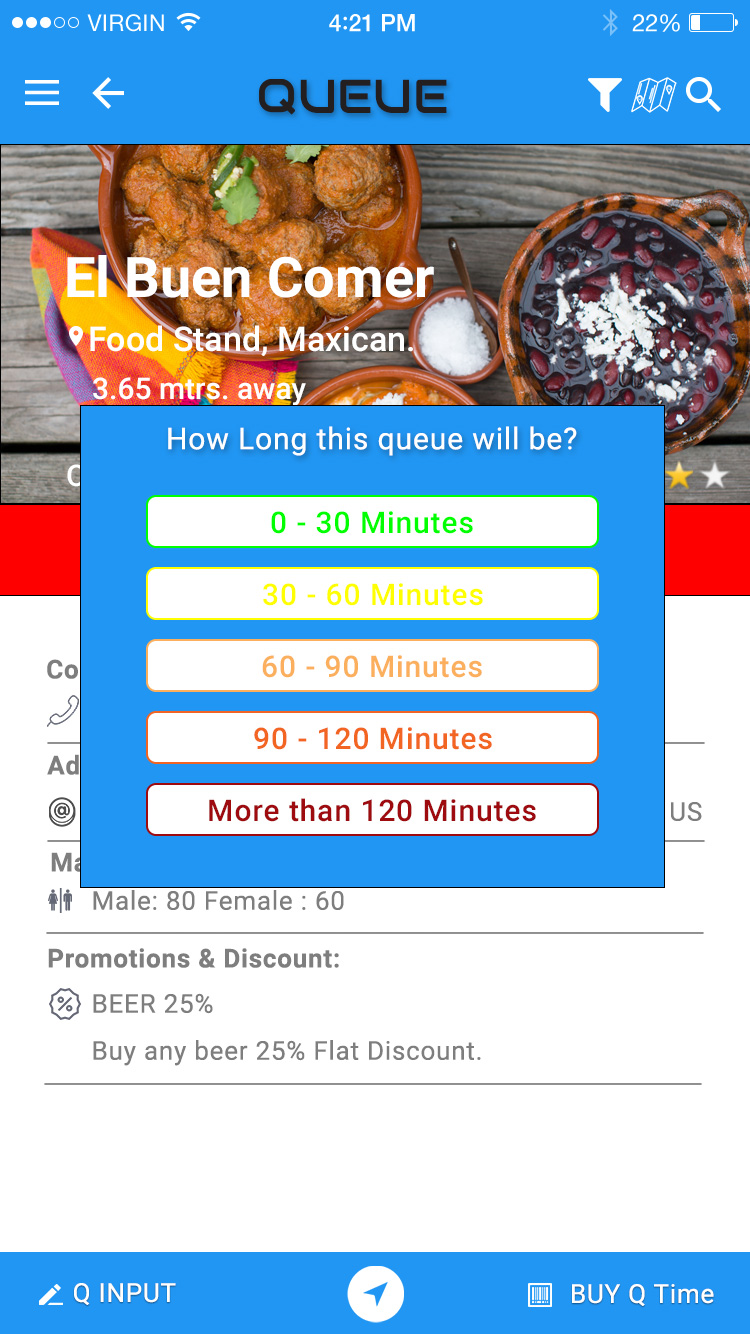 VIRGIN 4:21 PM 22%
QUEUE
El Buen Comer
Food Stand, Maxican.
3.65 mtrs. away
How Long this queue will be?
0 - 30 Minutes
30 - 60 Minutes
60 - 90 Minutes
90 - 120 Minutes
More than 120 Minutes
Co
Ad
US
Ma
Male: 80 Female : 60
Promotions & Discount:
BEER 25%
Buy any beer 25% Flat Discount.
Q INPUT BUY Q Time